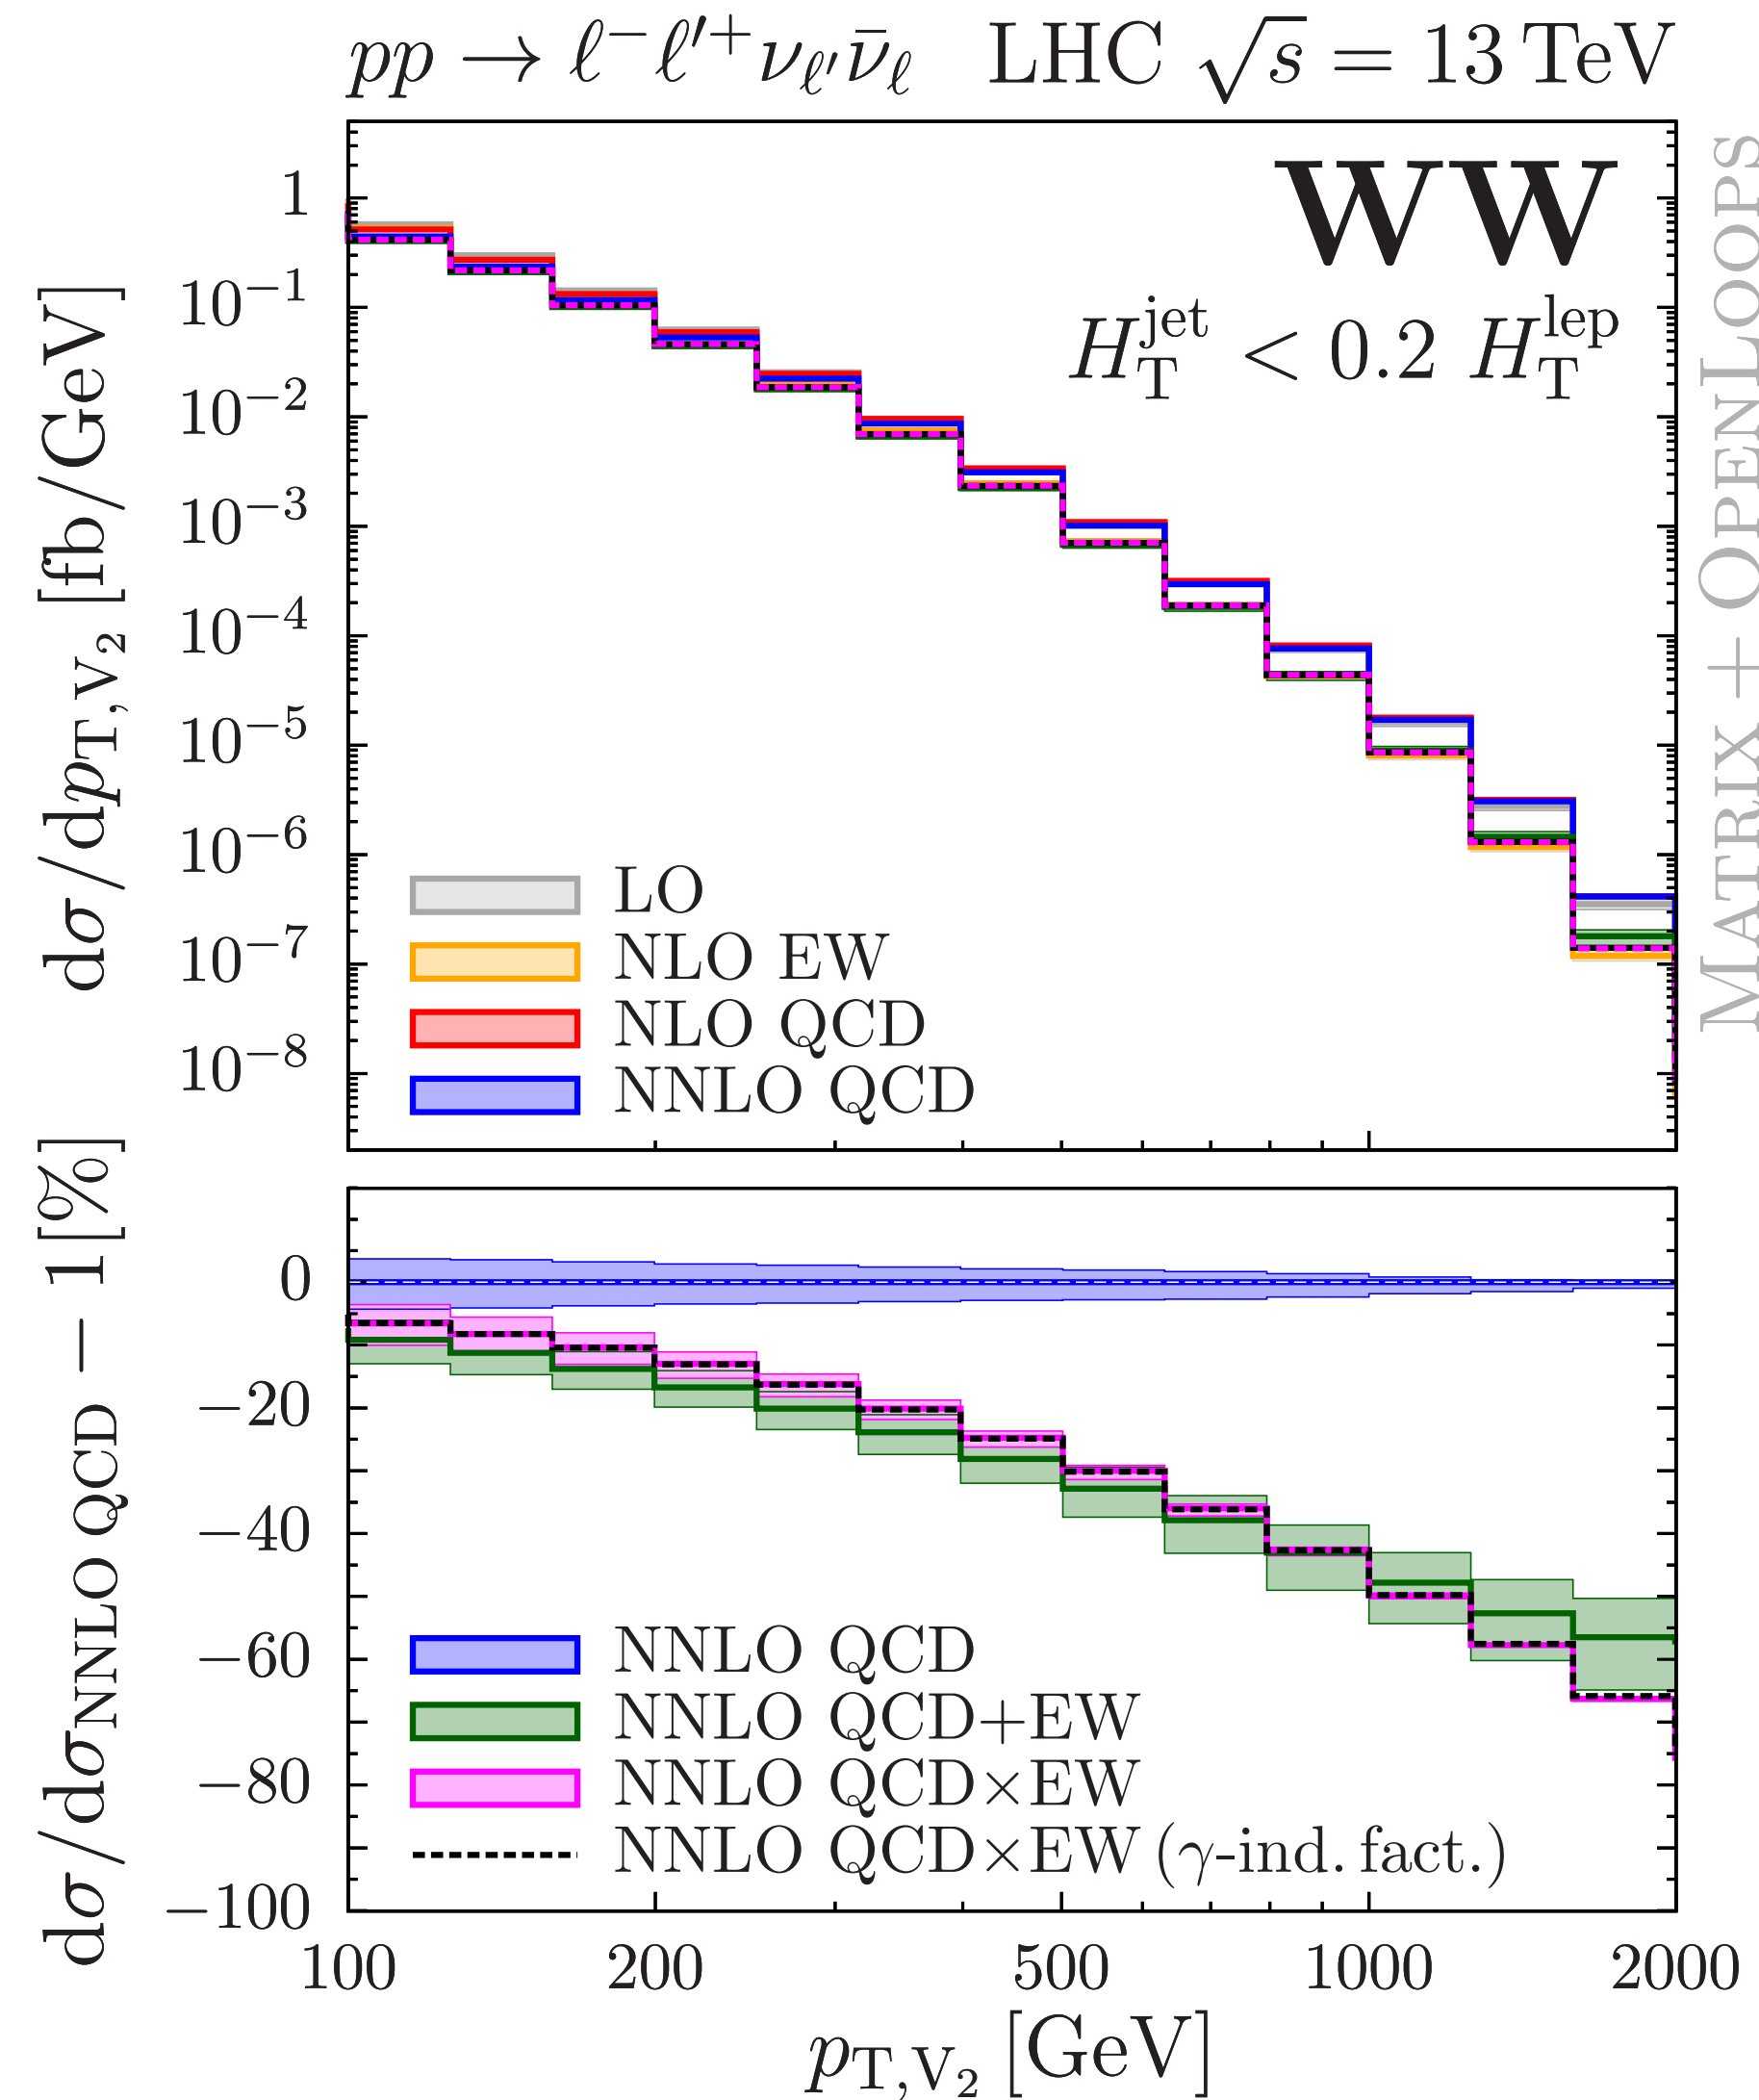 pp → ℓ⁻ℓ′⁺ν_ℓ′ν̄_ℓ LHC √s = 13 TeV
WW
H_T^jet < 0.2 H_T^lep
dσ/dp_T,V₂ [fb/GeV]
1
10⁻¹
10⁻²
10⁻³
10⁻⁴
10⁻⁵
10⁻⁶
10⁻⁷
10⁻⁸
LO
NLO EW
NLO QCD
NNLO QCD
MATRIX + OPENLOOPS
dσ/dσ_NNLO QCD − 1[%]
0
−20
−40
−60
−80
−100
NNLO QCD
NNLO QCD+EW
NNLO QCD×EW
NNLO QCD×EW (γ-ind. fact.)
100 200 500 1000 2000
p_T,V₂ [GeV]